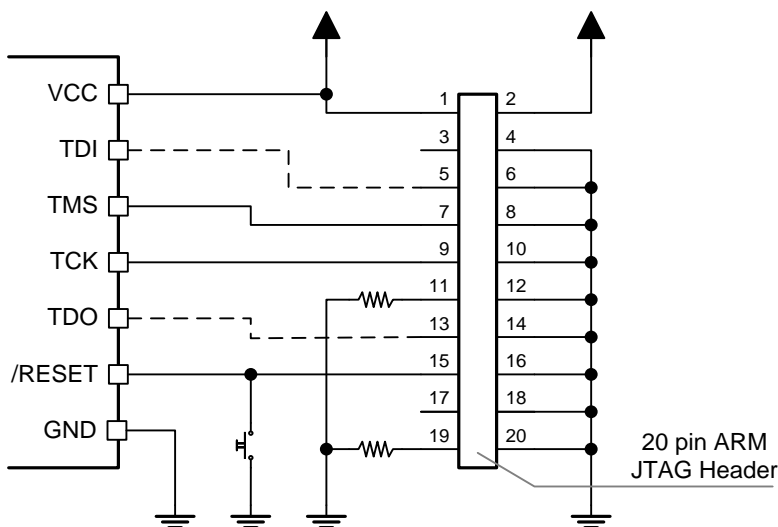 VCC
TDI
TMS
TCK
TDO
/RESET
GND
1 2
3 4
5 6
7 8
9 10
11 12
13 14
15 16
17 18
19 20
20 pin ARM
JTAG Header